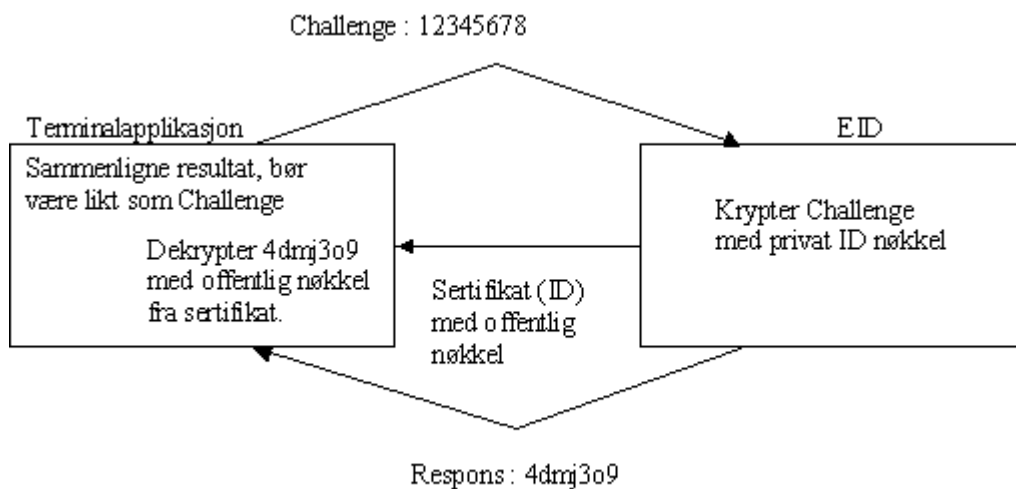 Challenge : 12345678
Terminalapplikasjon
EID
Sammenligne resultat, bør
være likt som Challenge
Dekrypter 4dmj3o9
med offentlig nøkkel
fra sertifikat.
Krypter Challenge
med privat ID nøkkel
Sertifikat (ID)
med offentlig
nøkkel
Respons : 4dmj3o9